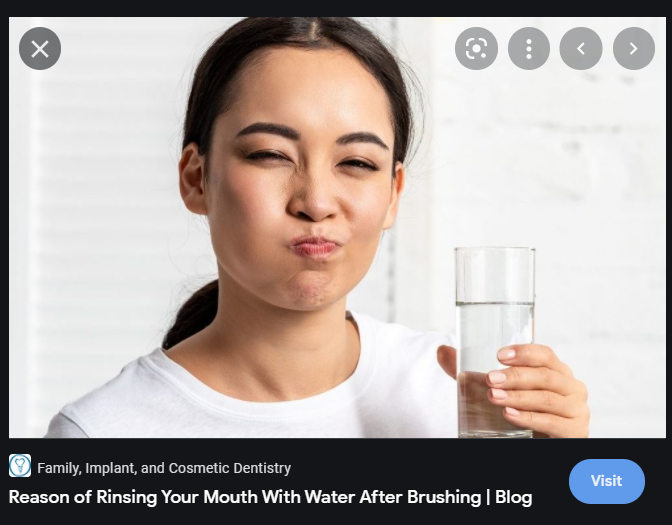 Family, Implant, and Cosmetic Dentistry
Reason of Rinsing Your Mouth With Water After Brushing | Blog
Visit